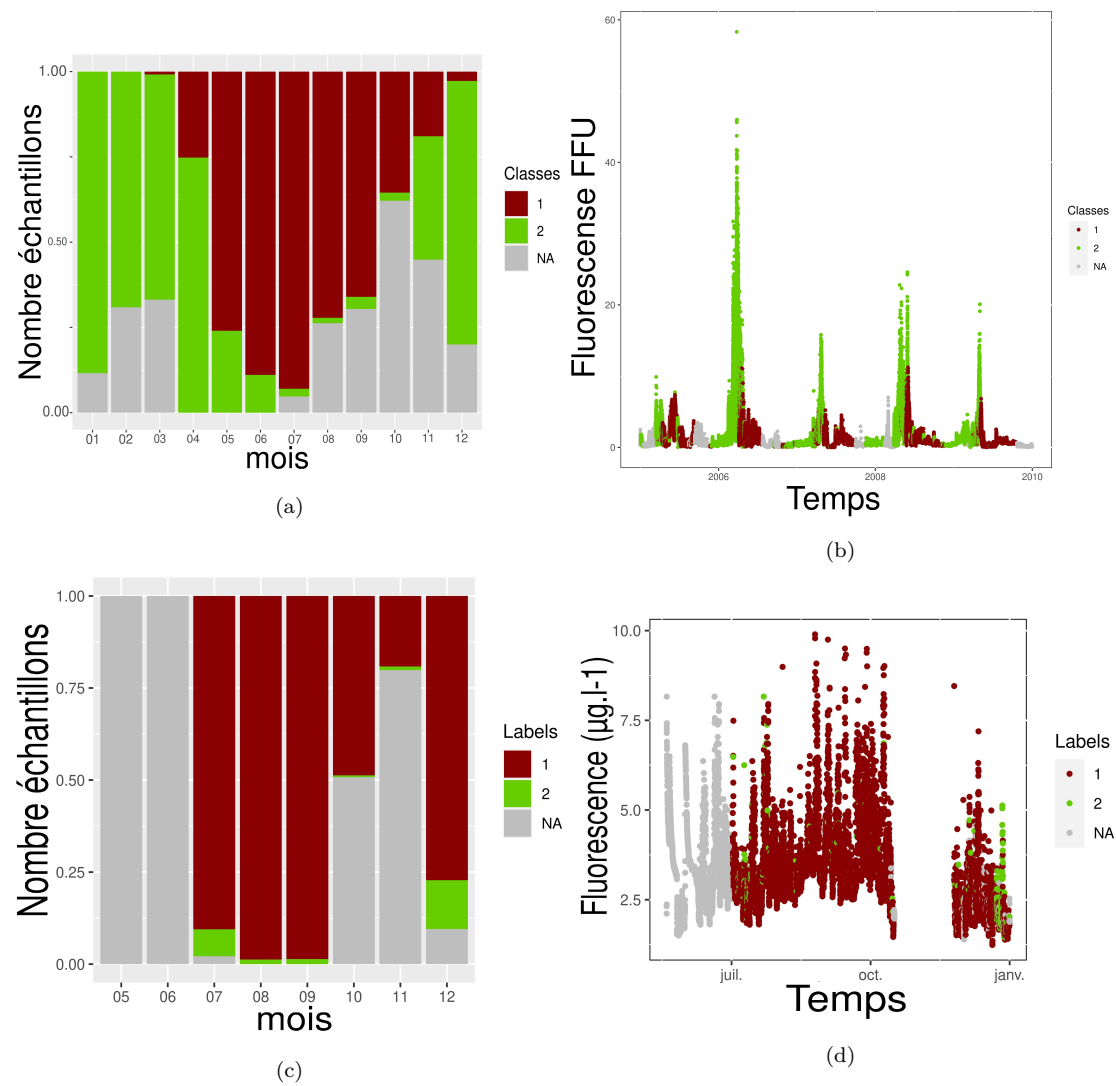 Nombre échantillons
1.00
0.50
0.00
01 02 03 04 05 06 07 08 09 10 11 12
mois
Classes
1
2
NA
(a)
Fluorescense FFU
60
40
20
0
2006 2008 2010
Temps
Classes
1
2
NA
(b)
Nombre échantillons
1.00
0.75
0.50
0.25
0.00
05 06 07 08 09 10 11 12
mois
Labels
1
2
NA
(c)
Fluorescence (µg.l-1)
10.0
7.5
5.0
2.5
juil. oct. janv.
Temps
Labels
1
2
NA
(d)